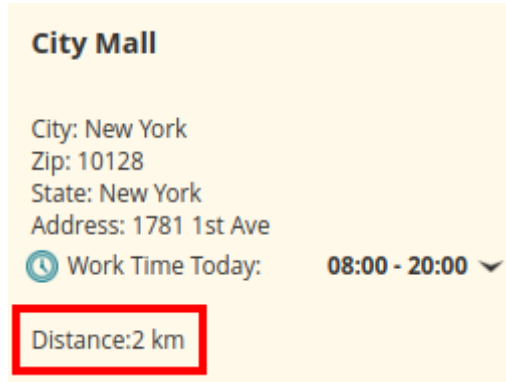 City Mall
City: New York
Zip: 10128
State: New York
Address: 1781 1st Ave
Work Time Today: 08:00 - 20:00
Distance:2 km